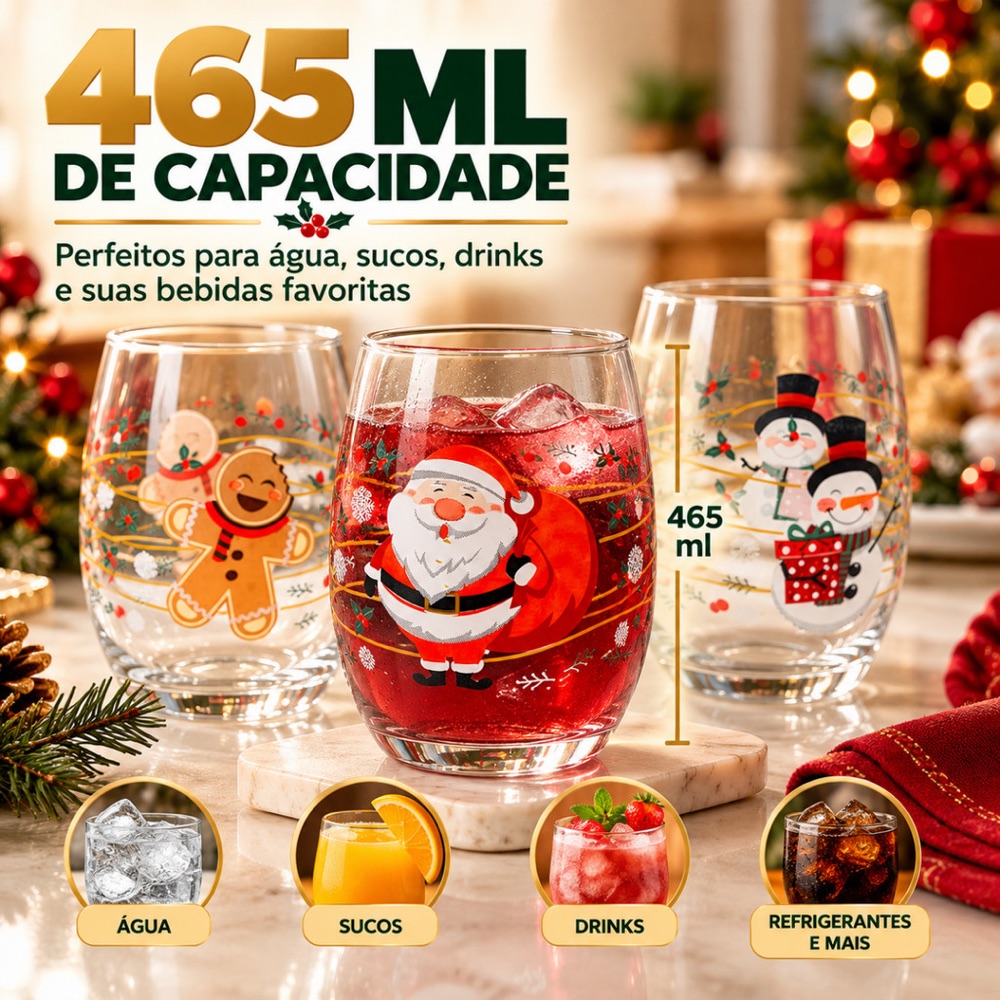 465 ML
DE CAPACIDADE
Perfeitos para água, sucos, drinks
e suas bebidas favoritas
465
ml
ÁGUA
SUCOS
DRINKS
REFRIGERANTES
E MAIS